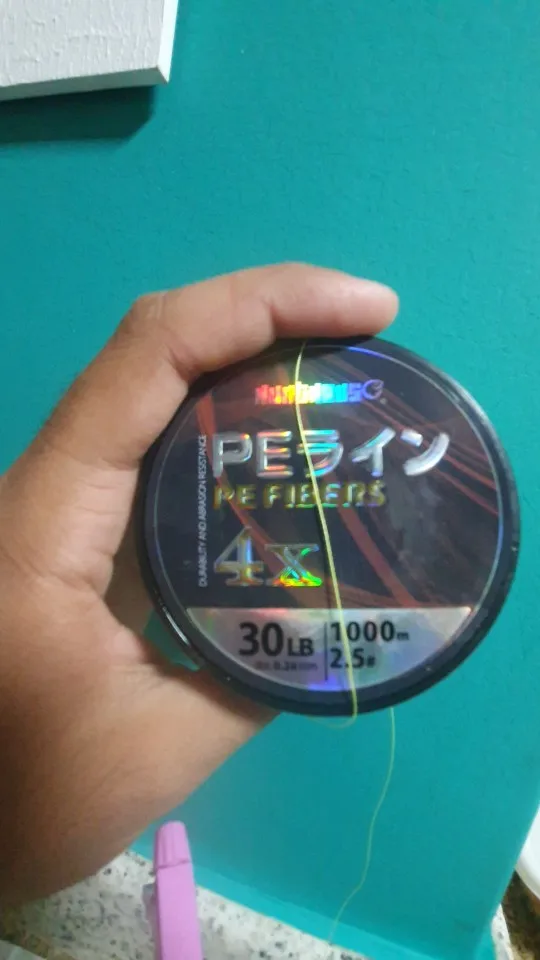 PEライン
PE FIBERS
DURABILITY AND ABRASION RESISTANCE
4x
30LB
1000m
2.5#